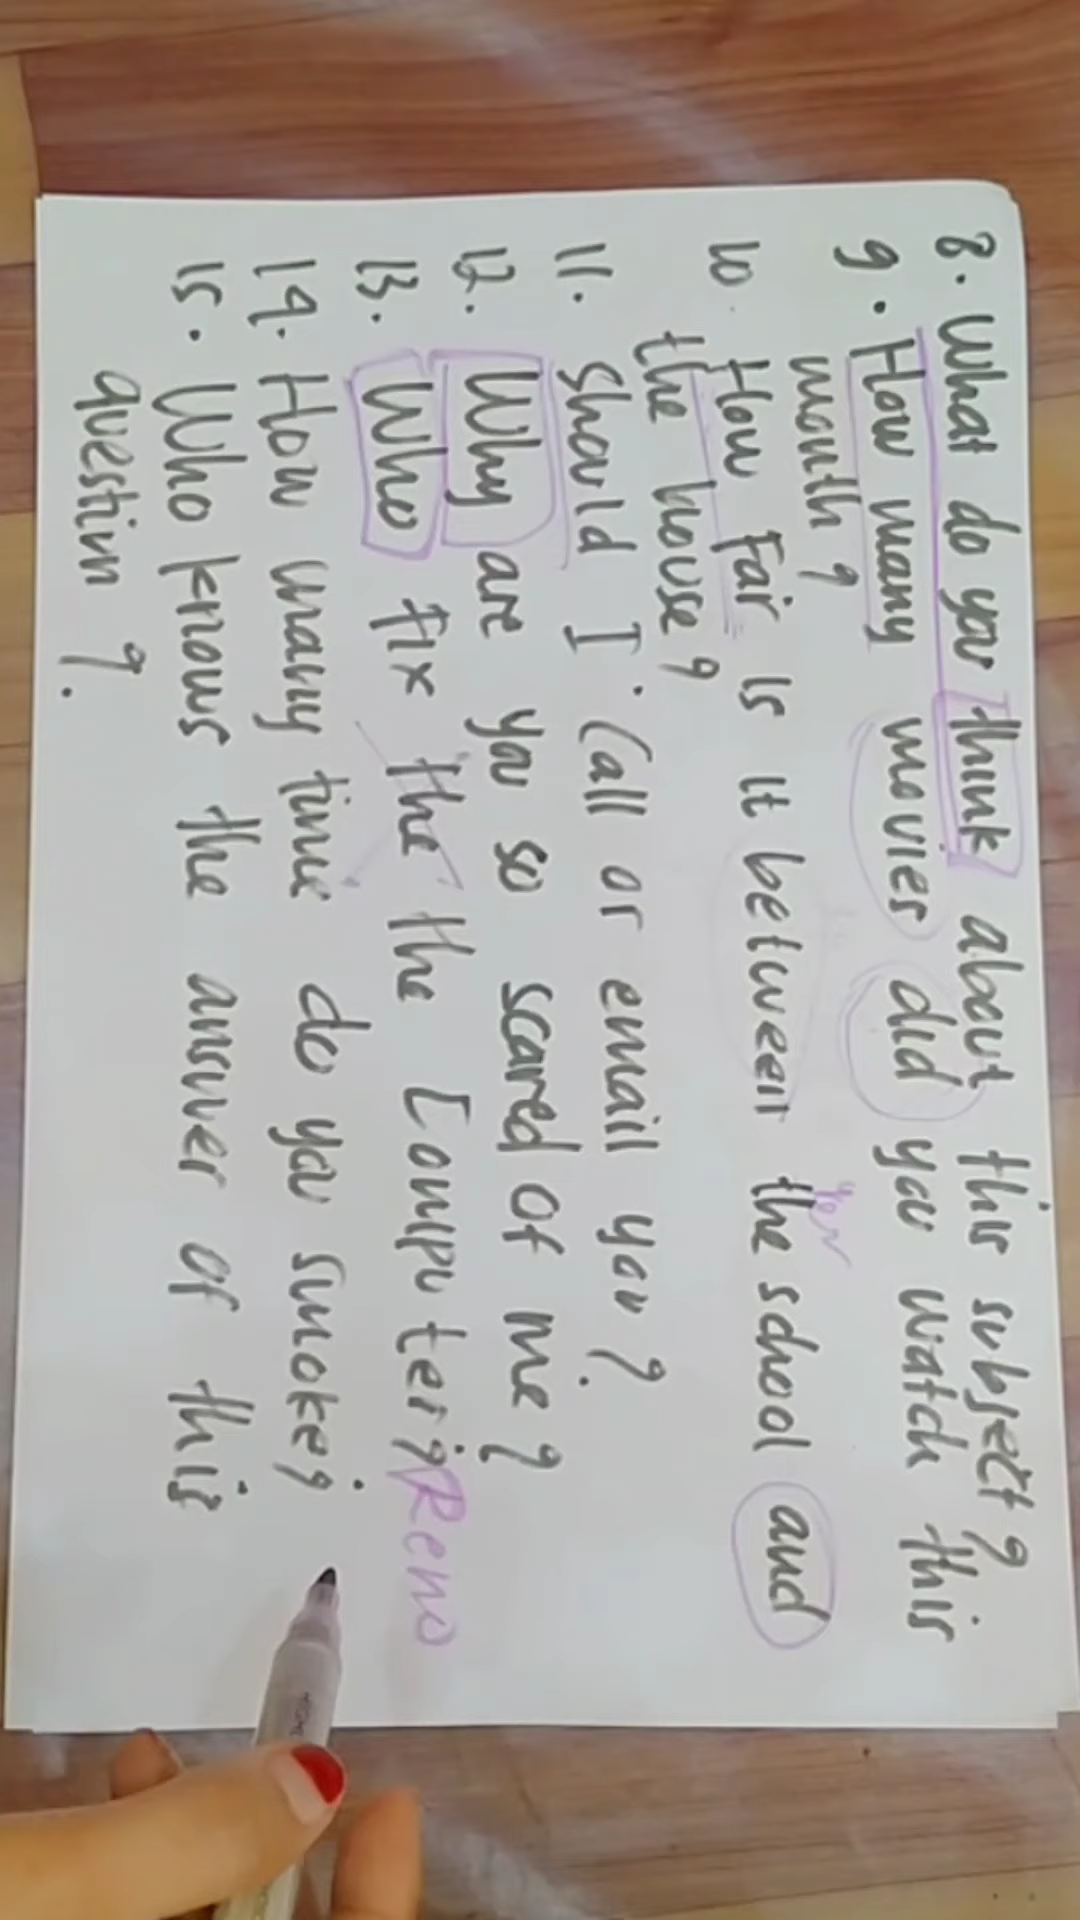 8. What do you think about this subject?
9. How many movies did you watch this
month?
10. How fair is it between the school and
the house?
11. Should I call or email you?
12. Why are you so scared of me?
13. Who fix the the computer? Reno
14. How many time do you smoke?
15. Who knows the answer of this
questin?